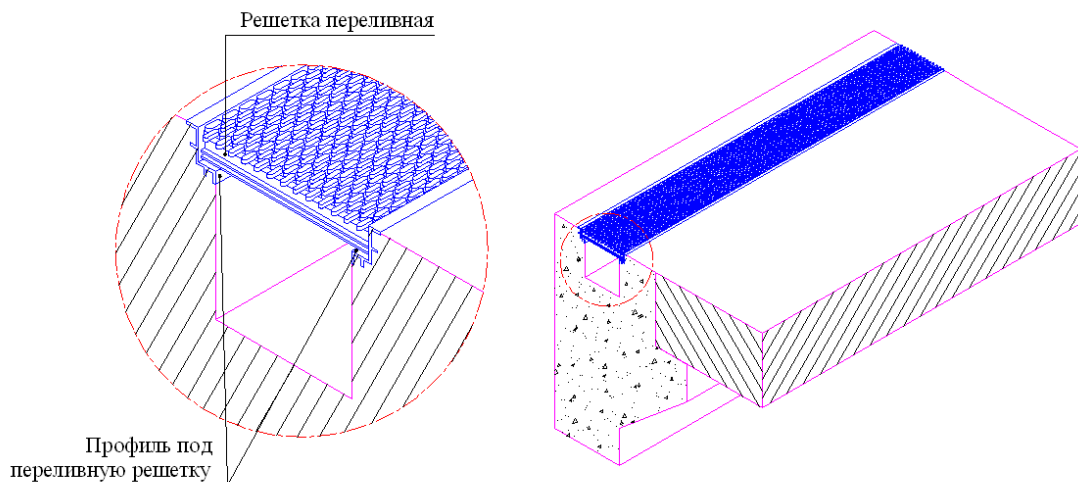 Решетка переливная
Профиль под
переливную решетку